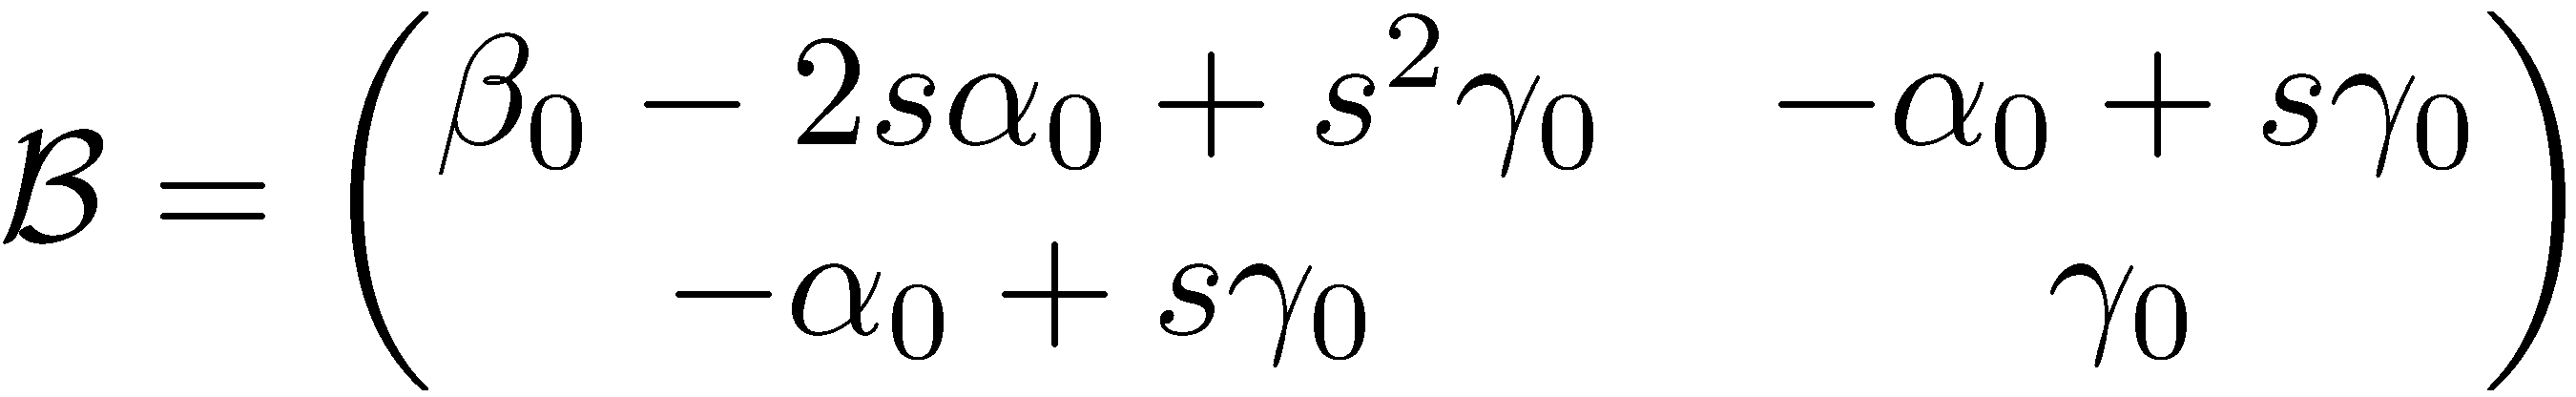 ℬ = ( β₀ − 2sα₀ + s²γ₀   −α₀ + sγ₀
−α₀ + sγ₀   γ₀ )